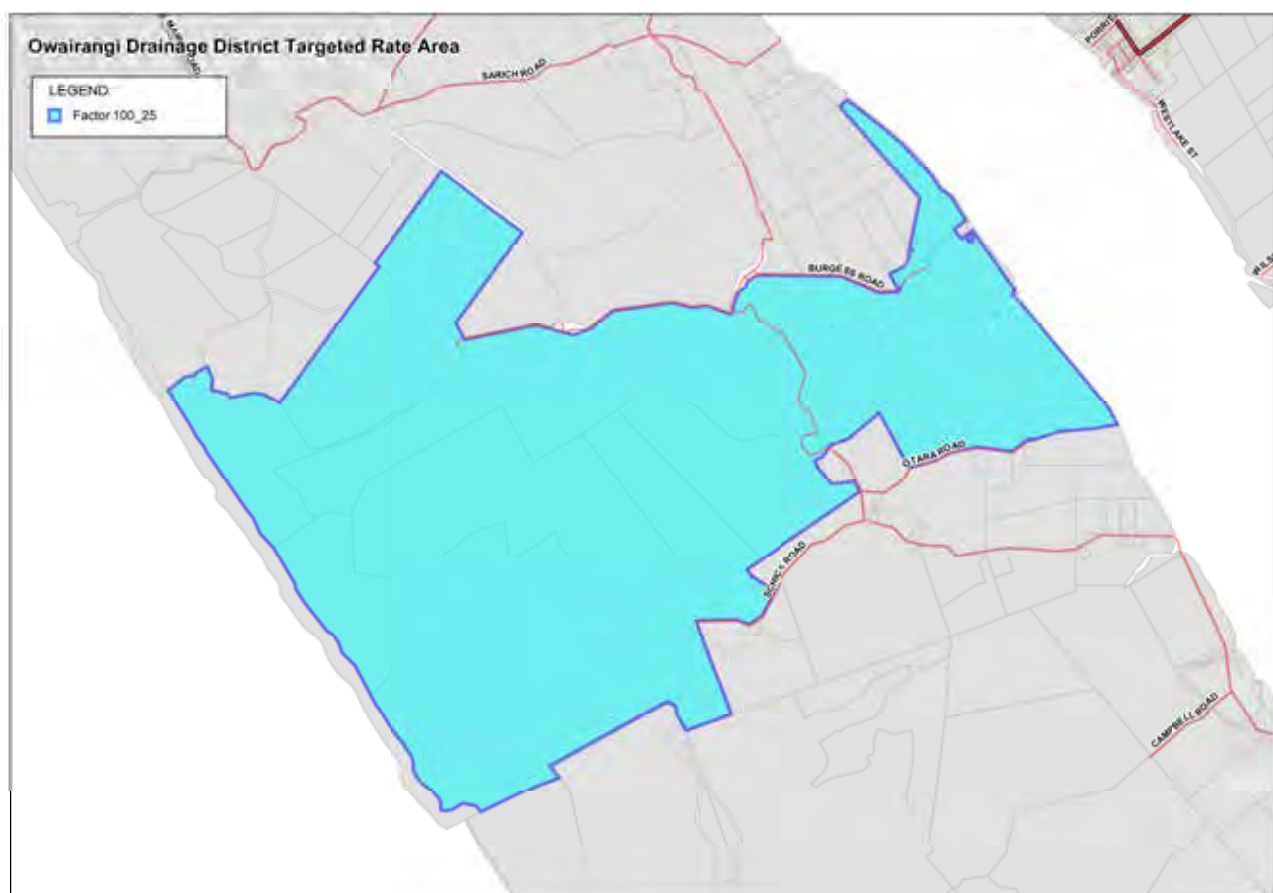 Owairangi Drainage District Targeted Rate Area
LEGEND:
Factor 100_25
SARICH ROAD
WESTLAKE ST
BURGESS ROAD
OTARA ROAD
SCHICK ROAD
CAMPBELL ROAD